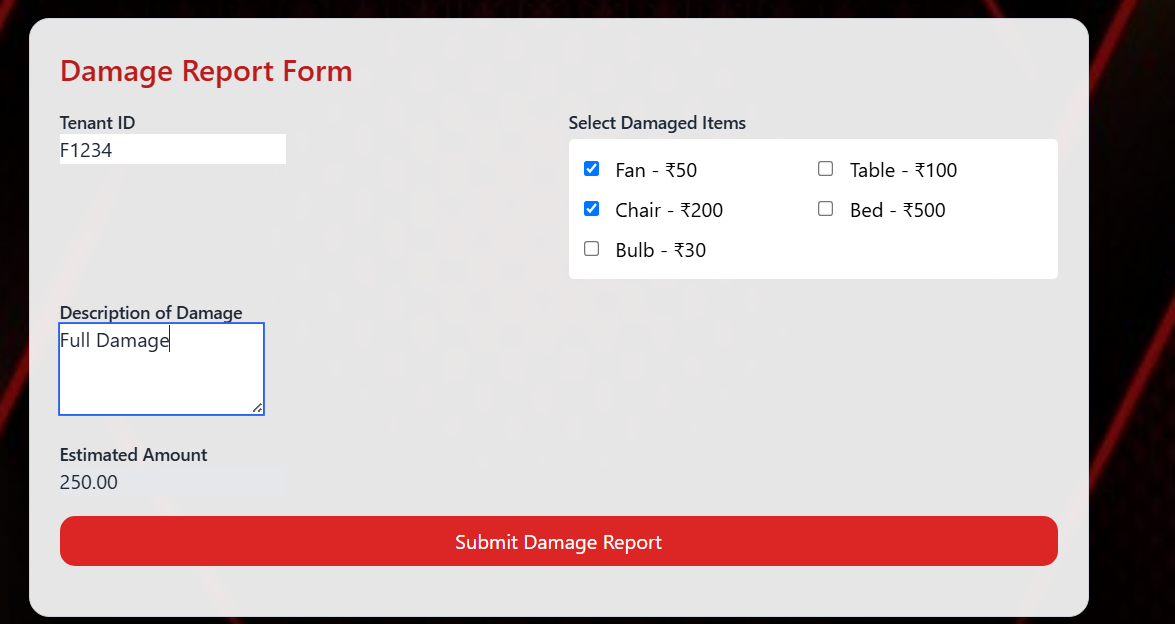 Damage Report Form
Tenant ID
F1234
Select Damaged Items
Fan - ₹50
Table - ₹100
Chair - ₹200
Bed - ₹500
Bulb - ₹30
Description of Damage
Full Damage
Estimated Amount
250.00
Submit Damage Report